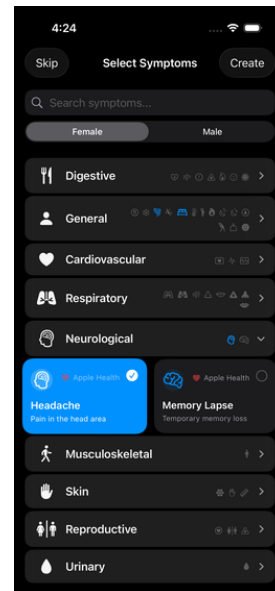 4:24
Skip
Select Symptoms
Create
Search symptoms...
Female
Male
Digestive
General
Cardiovascular
Respiratory
Neurological
Apple Health
Apple Health
Headache
Memory Lapse
Pain in the head area
Temporary memory loss
Musculoskeletal
Skin
Reproductive
Urinary